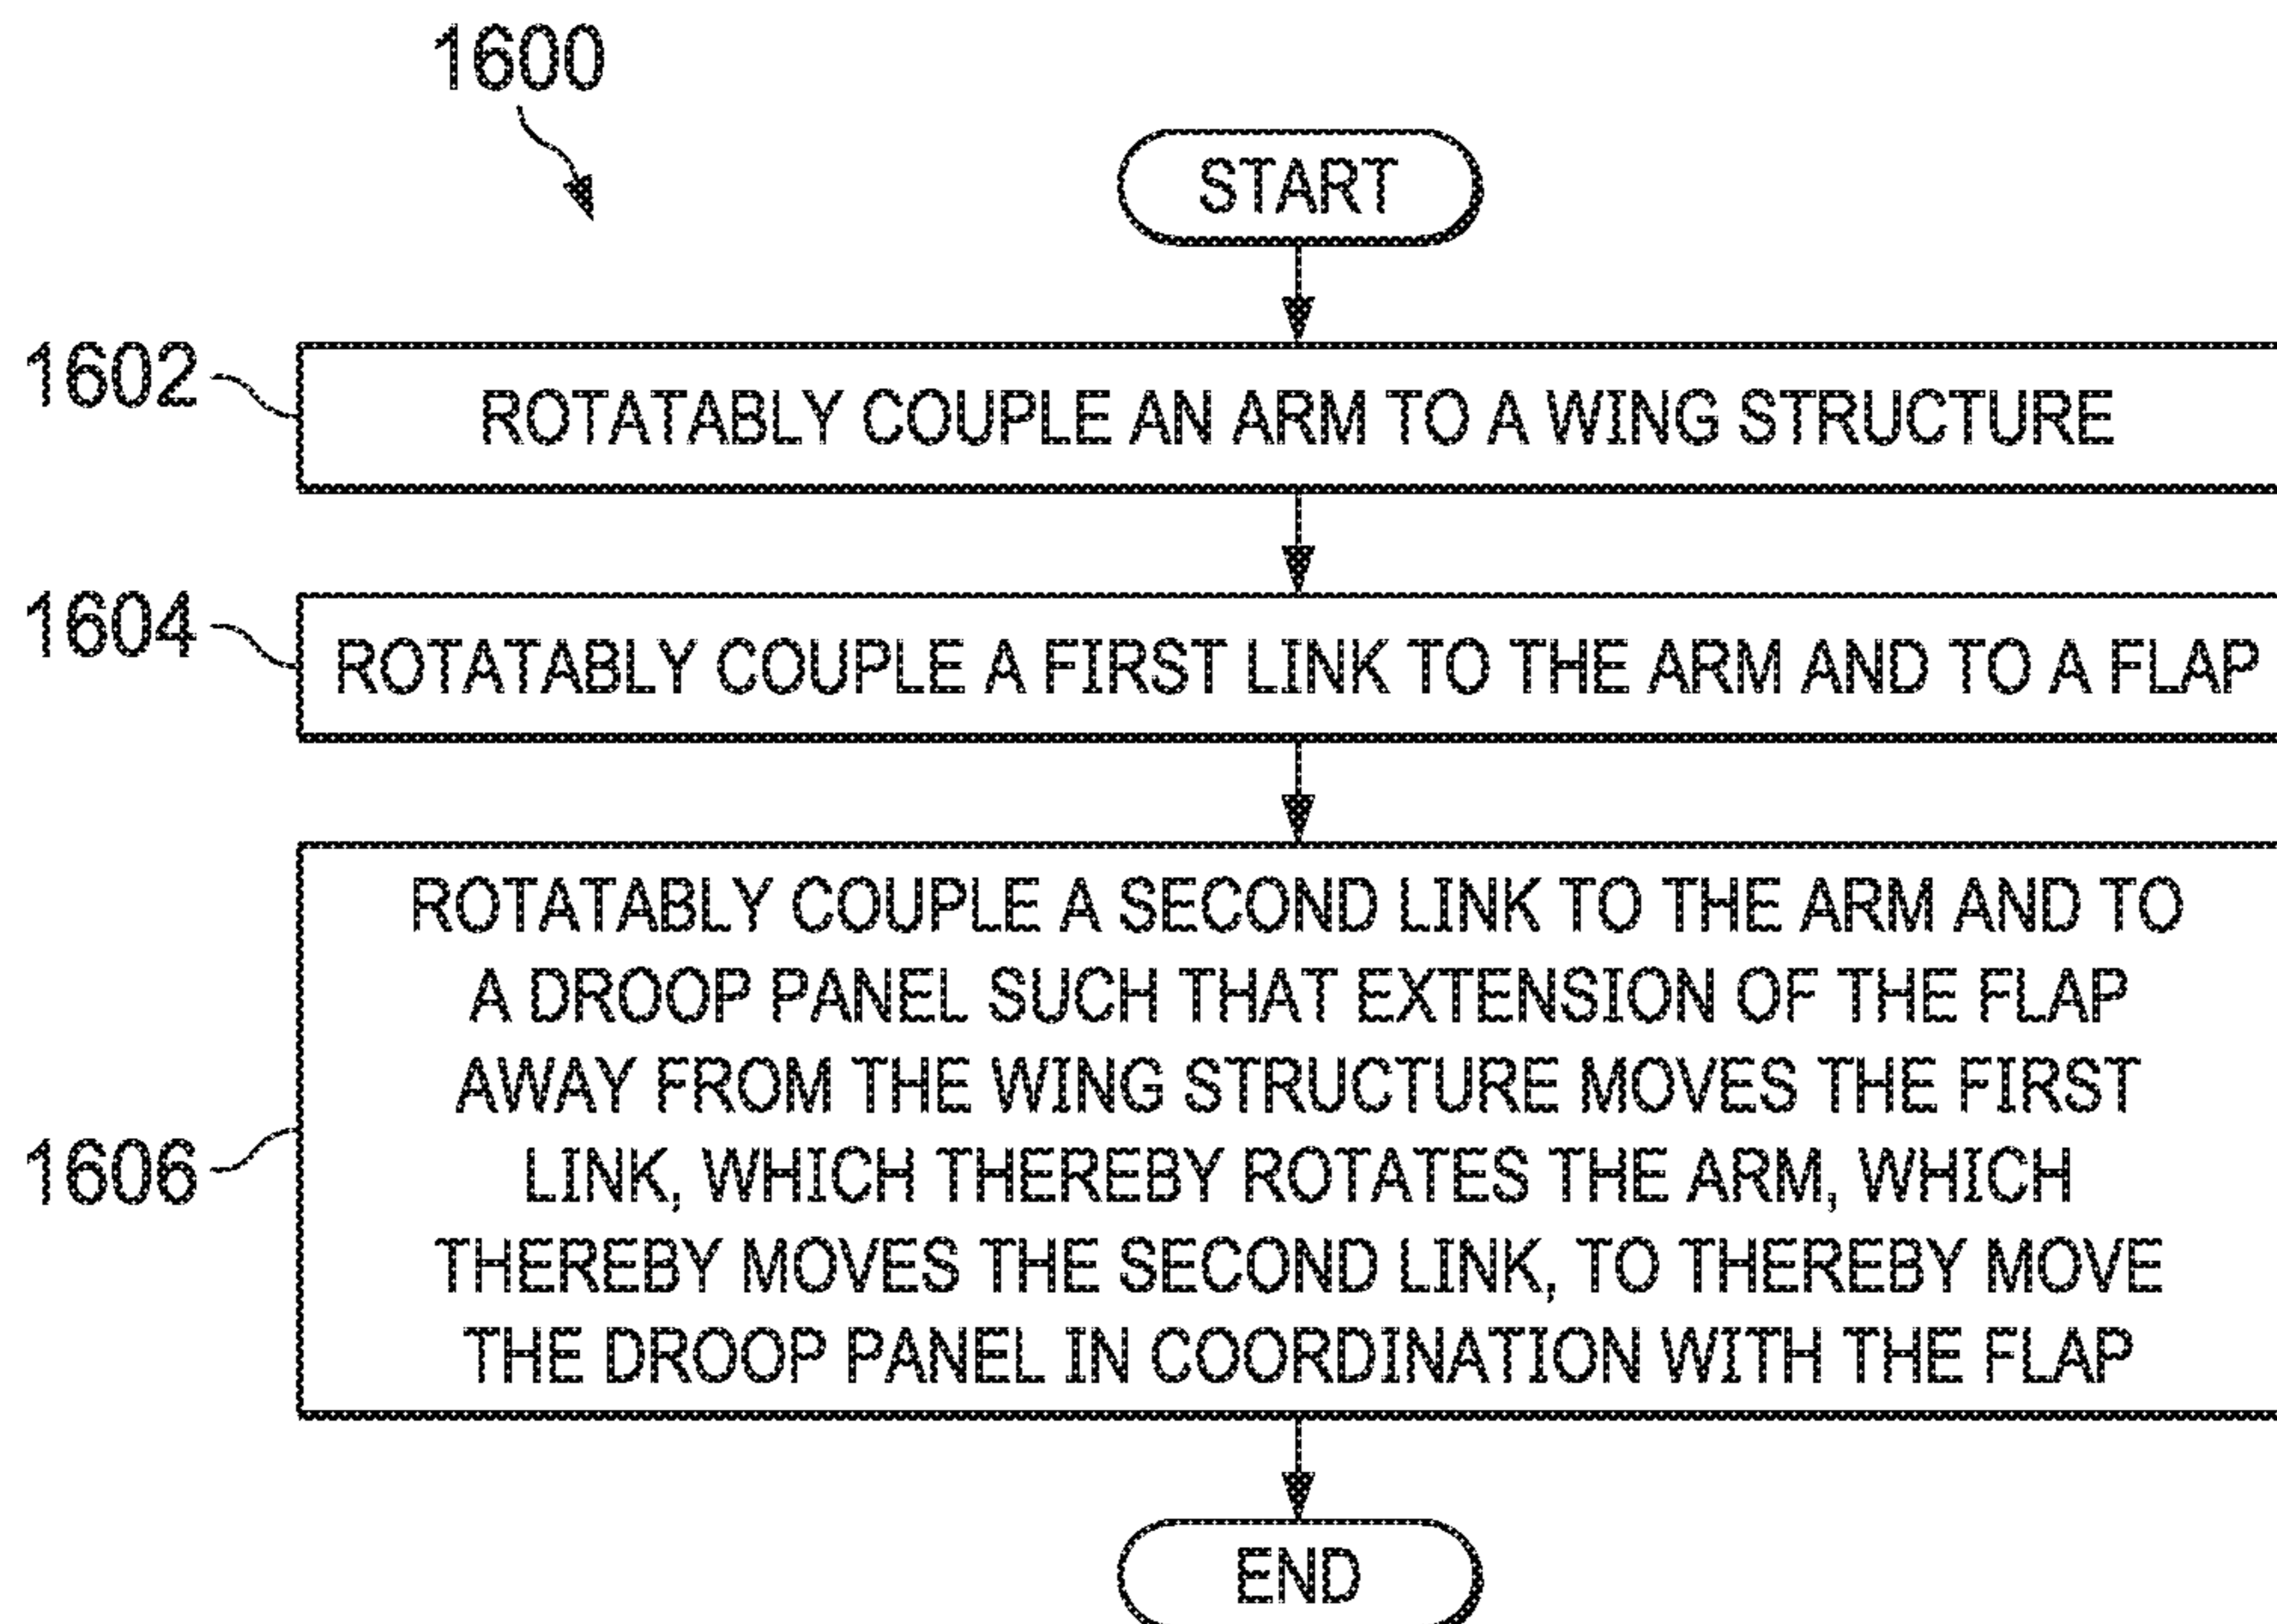 1600
START
1602
ROTATABLY COUPLE AN ARM TO A WING STRUCTURE
1604
ROTATABLY COUPLE A FIRST LINK TO THE ARM AND TO A FLAP
1606
ROTATABLY COUPLE A SECOND LINK TO THE ARM AND TO
A DROOP PANEL SUCH THAT EXTENSION OF THE FLAP
AWAY FROM THE WING STRUCTURE MOVES THE FIRST
LINK, WHICH THEREBY ROTATES THE ARM, WHICH
THEREBY MOVES THE SECOND LINK, TO THEREBY MOVE
THE DROOP PANEL IN COORDINATION WITH THE FLAP
END